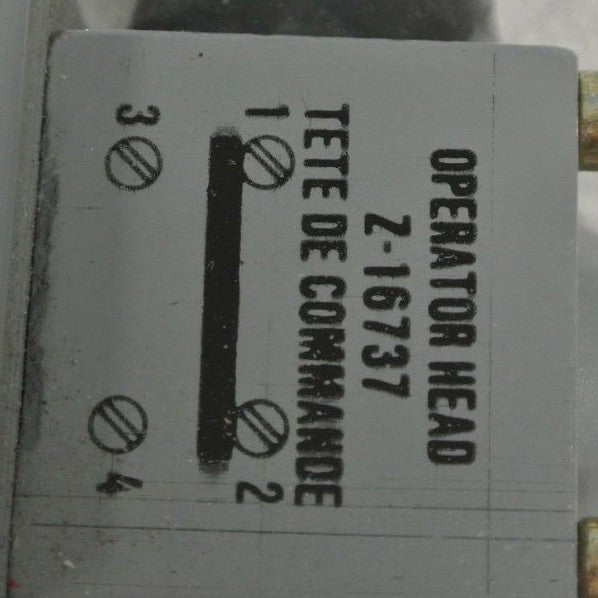 OPERATOR HEAD
Z-16737
TETE DE COMMANDE
1 2
3 4